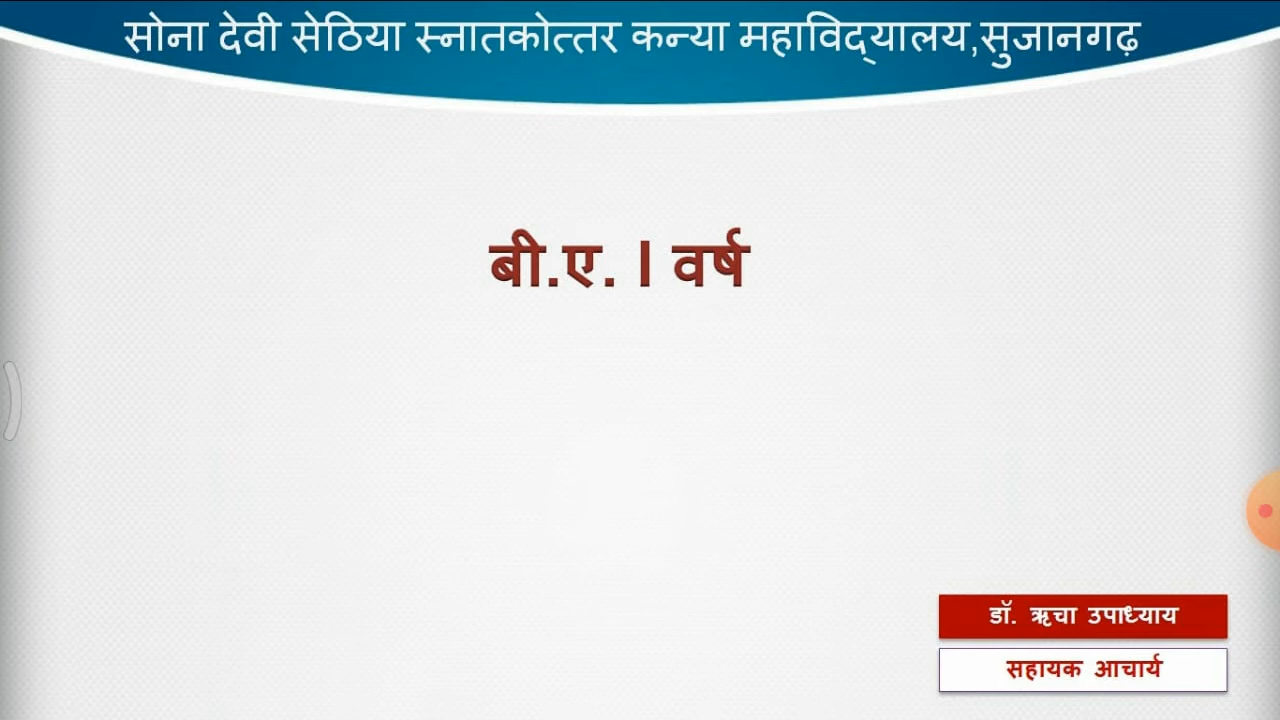 सोना देवी सेठिया स्नातकोत्तर कन्या महाविद्यालय,सुजानगढ़
बी.ए. I वर्ष
डॉ. ऋचा उपाध्याय
सहायक आचार्य